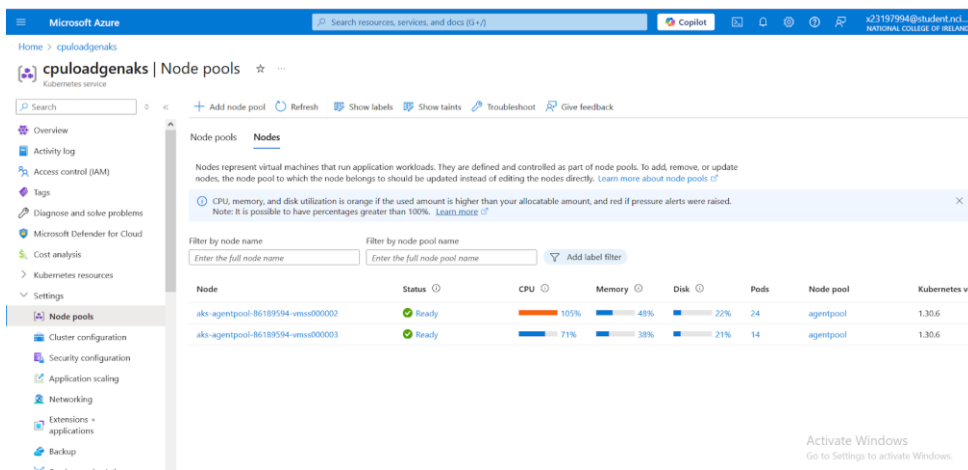 Microsoft Azure
Search resources, services, and docs (G+/)
Copilot
x23197994@student.nci....
NATIONAL COLLEGE OF IRELAND
Home > cpuloadgenaks
cpuloadgenaks | Node pools
Kubernetes service
Search
Add node pool Refresh Show labels Show taints Troubleshoot Give feedback
Overview
Activity log
Access control (IAM)
Tags
Diagnose and solve problems
Microsoft Defender for Cloud
Cost analysis
Kubernetes resources
Settings
Node pools
Cluster configuration
Security configuration
Application scaling
Networking
Extensions +
applications
Backup
Node pools Nodes
Nodes represent virtual machines that run application workloads. They are defined and controlled as part of node pools. To add, remove, or update
nodes, the node pool to which the node belongs to should be updated instead of editing the nodes directly. Learn more about node pools
CPU, memory, and disk utilization is orange if the used amount is higher than your allocatable amount, and red if pressure alerts were raised.
Note: It is possible to have percentages greater than 100%. Learn more
Filter by node name Filter by node pool name
Enter the full node name Enter the full node pool name Add label filter
Node Status CPU Memory Disk Pods Node pool Kubernetes v
aks-agentpool-86189594-vmss000002 Ready 105% 48% 22% 24 agentpool 1.30.6
aks-agentpool-86189594-vmss000003 Ready 71% 38% 21% 14 agentpool 1.30.6
Activate Windows
Go to Settings to activate Windows.